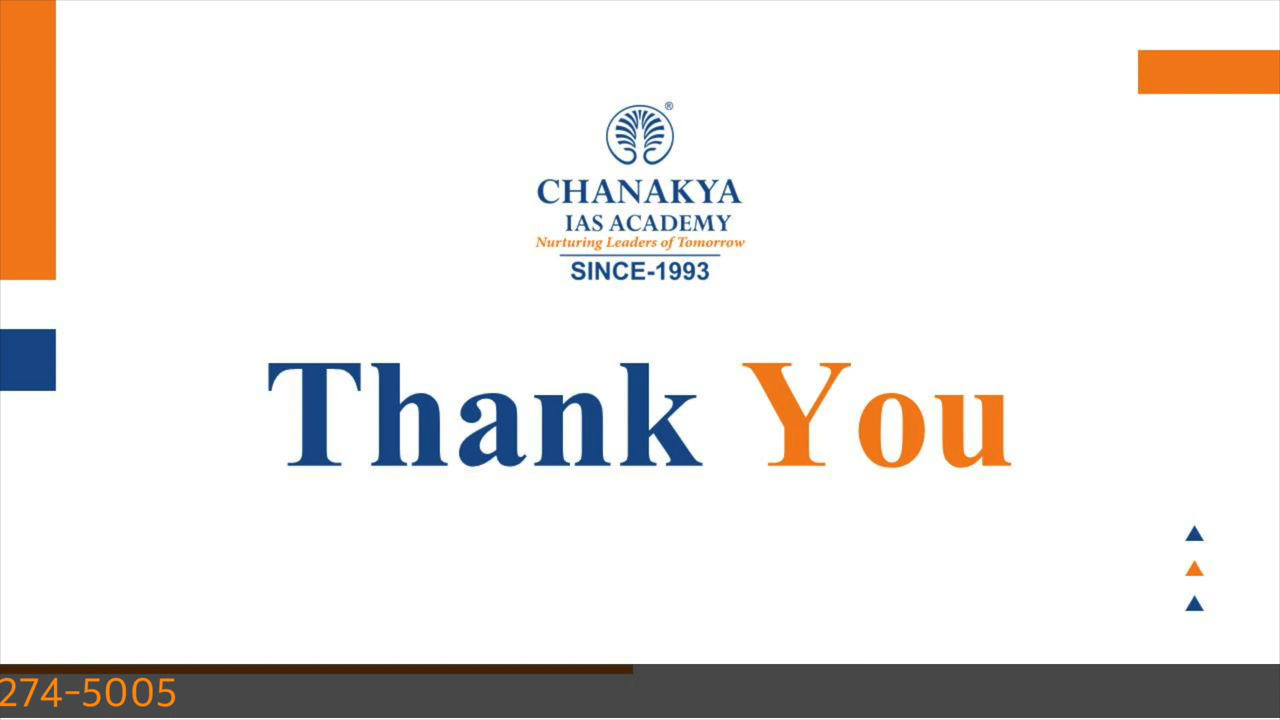 ®
CHANAKYA
IAS ACADEMY
Nurturing Leaders of Tomorrow
SINCE-1993
Thank You
274-5005